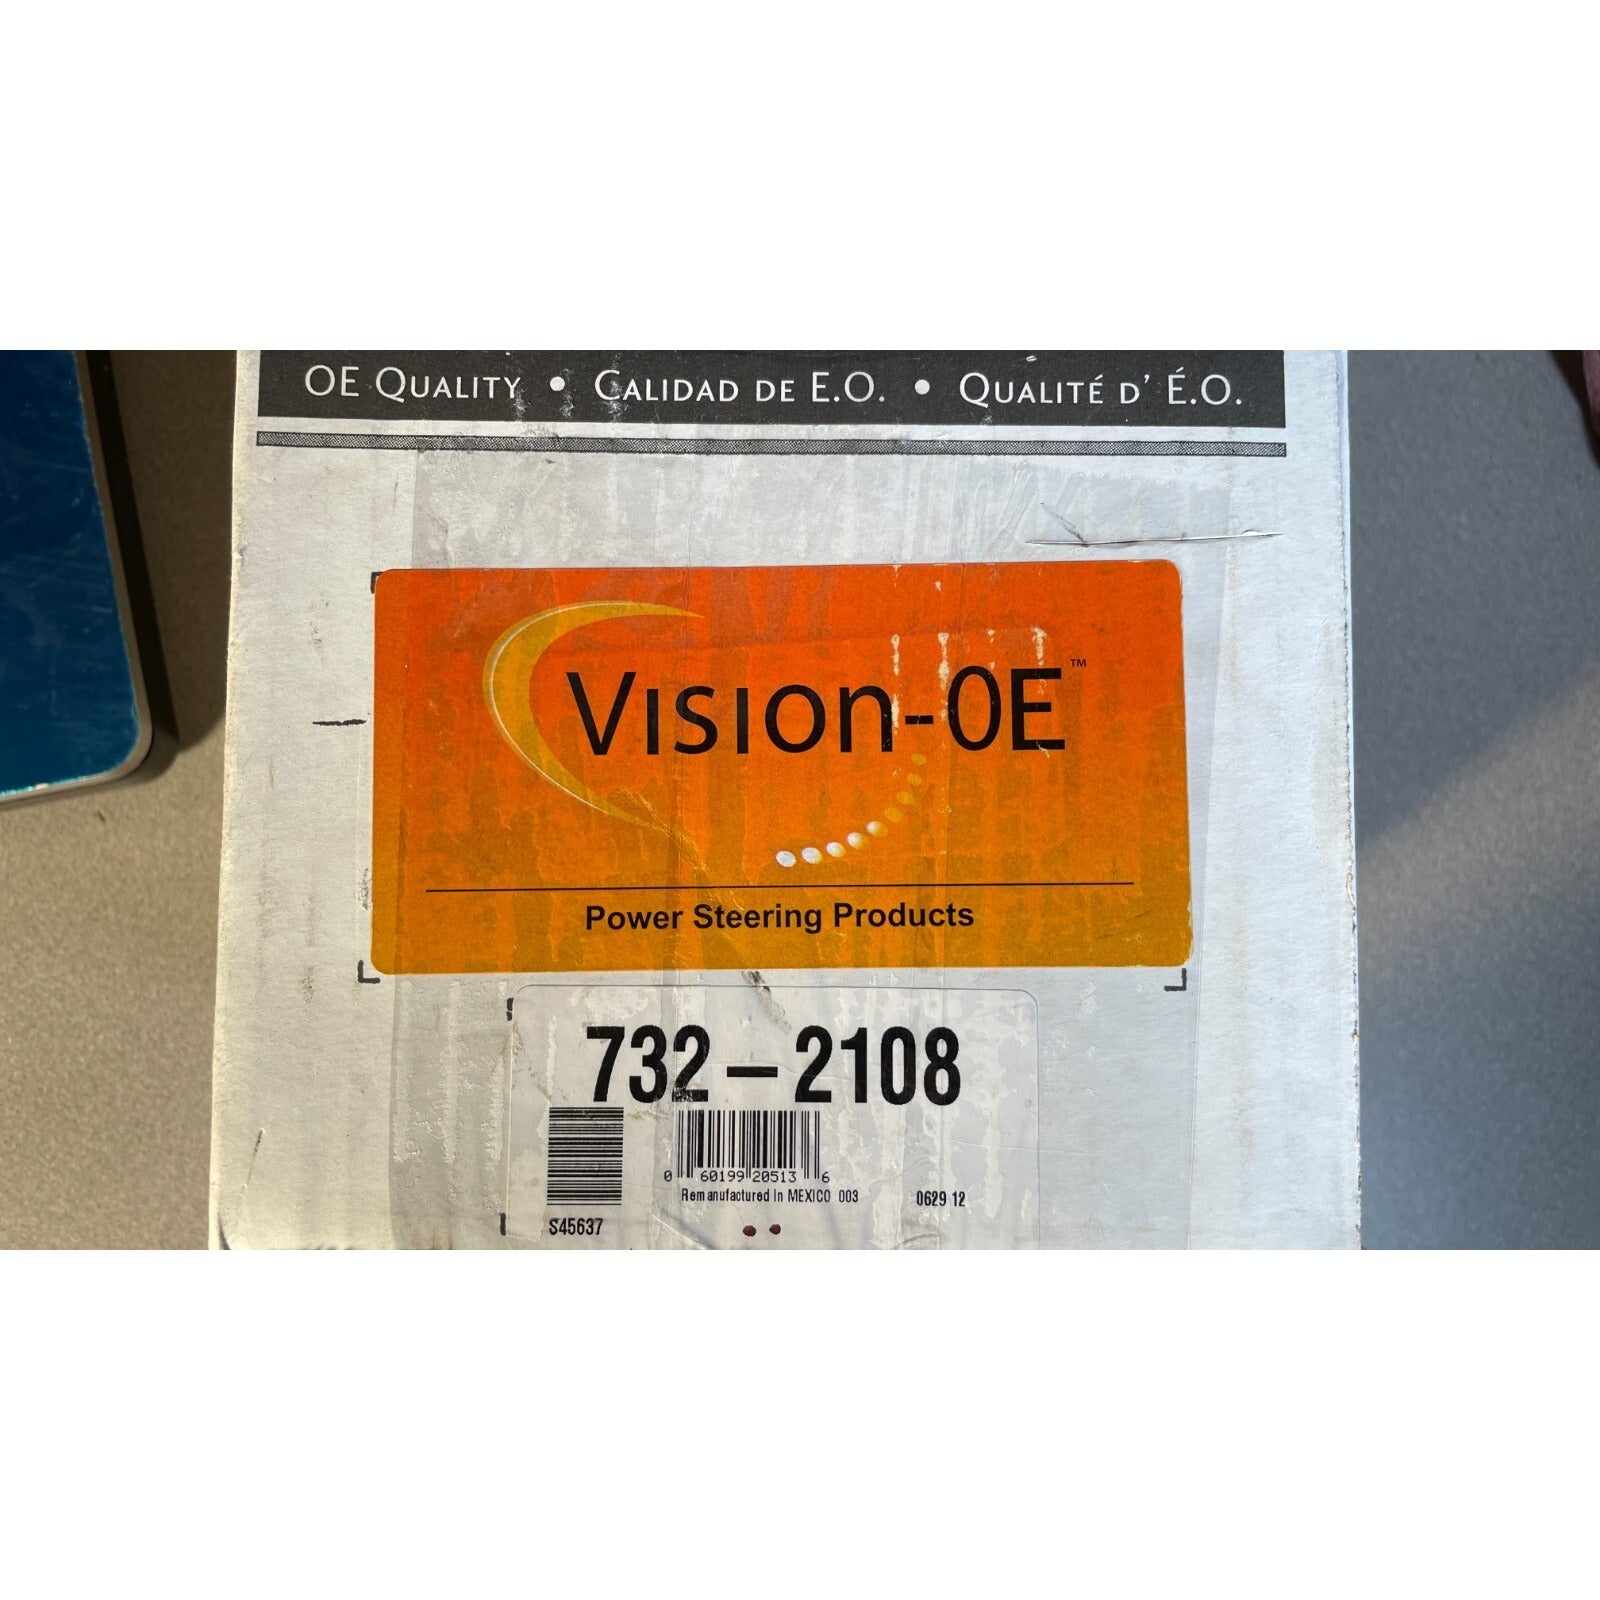 OE QUALITY • CALIDAD DE E.O. • QUALITÉ D' É.O.
VISION-OE™
Power Steering Products
732-2108
0 60199 20513 6
Remanufactured In MEXICO 003 0629 12
S45637